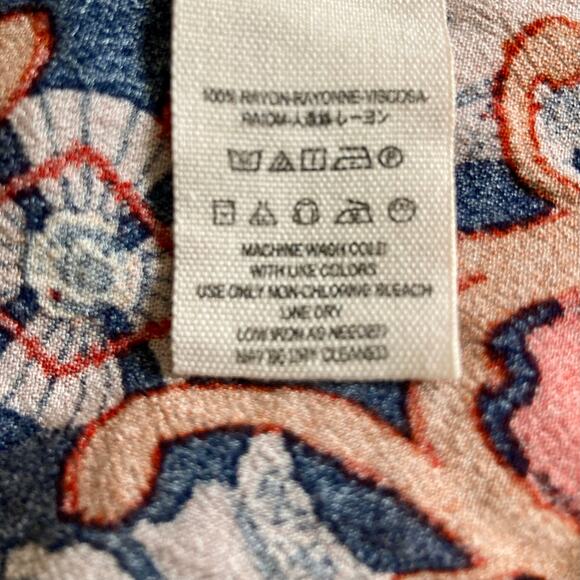 100% RAYON-RAYONNE-VISCOSA-
RAIOM-人造絲-レーヨン
MACHINE WASH COLD
WITH LIKE COLORS
USE ONLY NON-CHLORINE BLEACH
LINE DRY
LOW IRON AS NEEDED
MAY BE DRY CLEANED